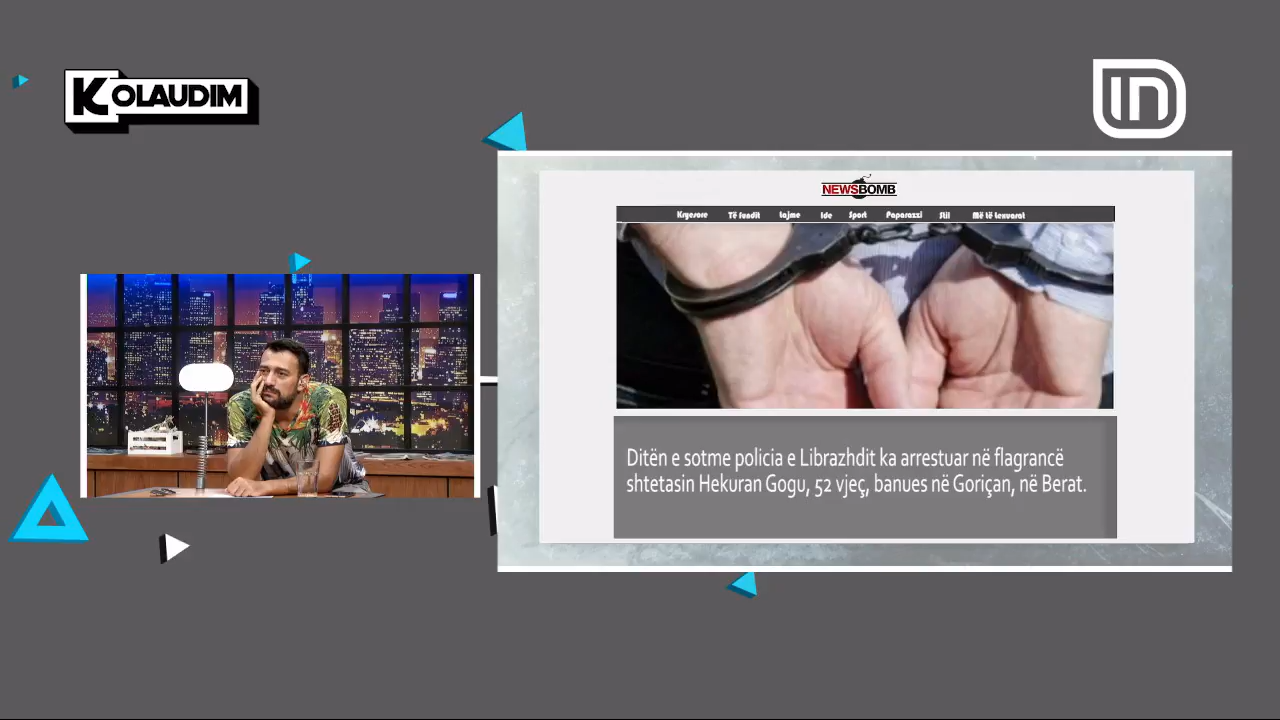 KOLAUDIM
IN
NEWSBOMB
Kryesore Të fundit Lajme Ide Sport Paparazzi Stil Më të lexuarat
Ditën e sotme policia e Librazhdit ka arrestuar në flagrancë
shtetasin Hekuran Gogu, 52 vjeç, banues në Goriçan, në Berat.